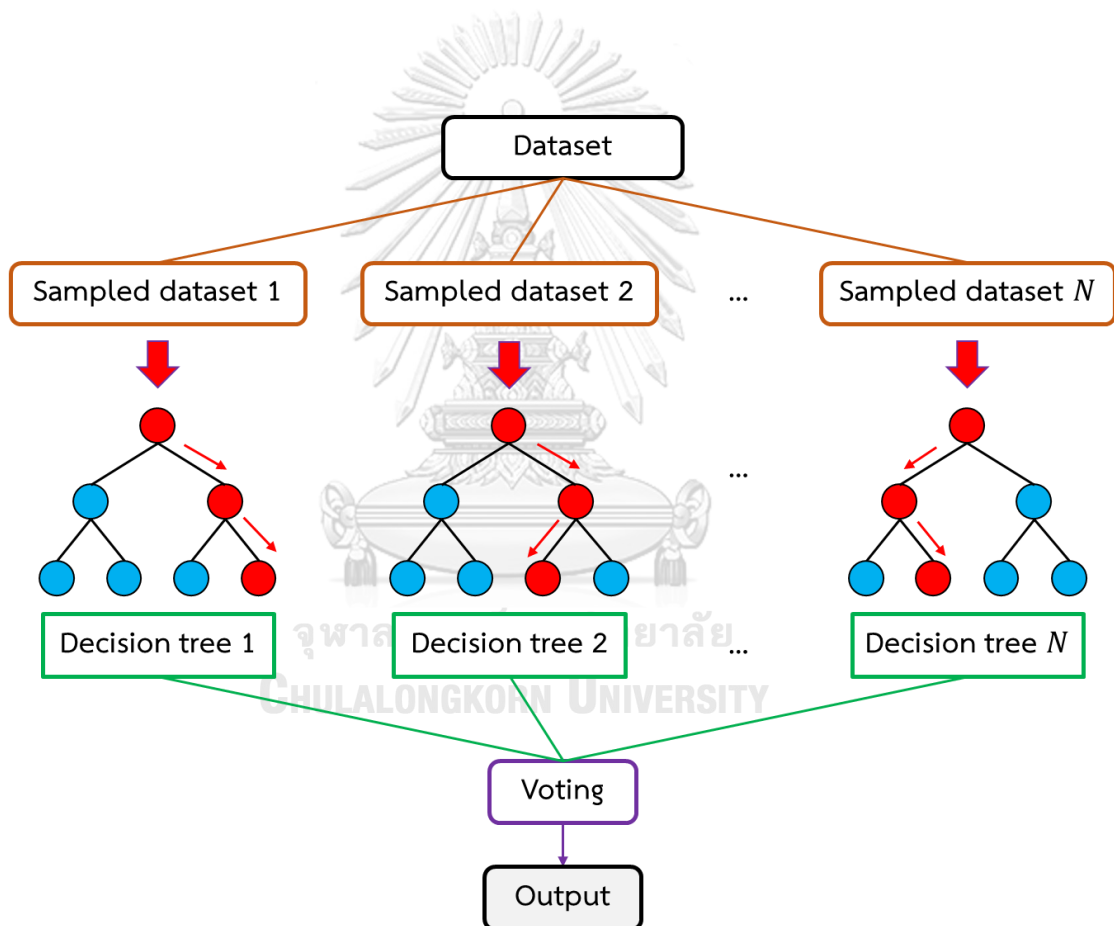 Dataset
Sampled dataset 1
Sampled dataset 2
...
Sampled dataset N
...
Decision tree 1
Decision tree 2
...
Decision tree N
CHULALONGKORN UNIVERSITY
Voting
Output